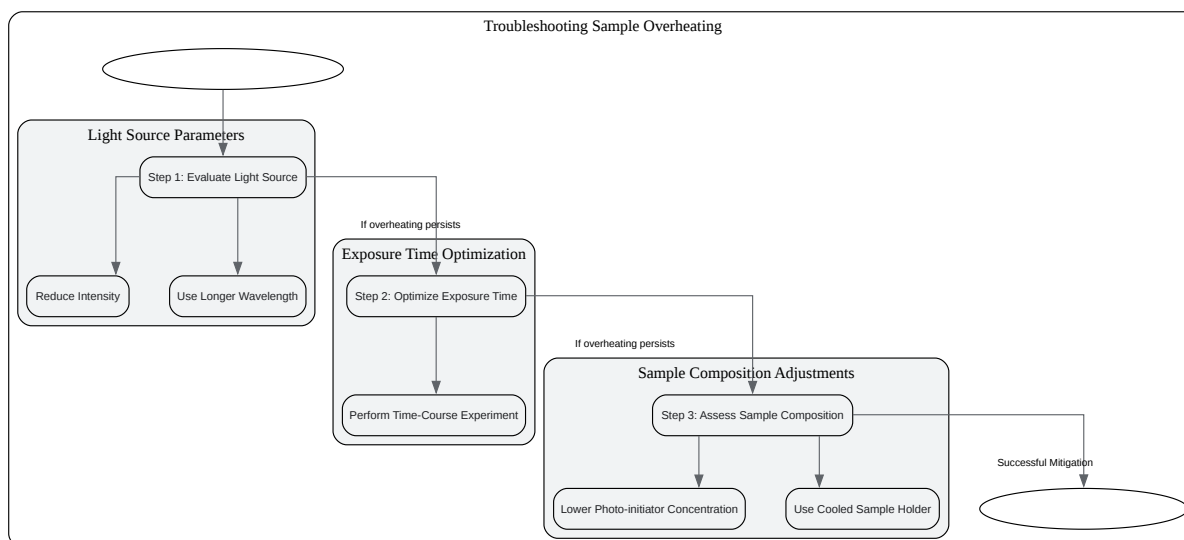 Troubleshooting Sample Overheating
Light Source Parameters
Step 1: Evaluate Light Source
If overheating persists
Reduce Intensity
Use Longer Wavelength
Exposure Time Optimization
Step 2: Optimize Exposure Time
If overheating persists
Perform Time-Course Experiment
Sample Composition Adjustments
Step 3: Assess Sample Composition
Successful Mitigation
Lower Photo-initiator Concentration
Use Cooled Sample Holder